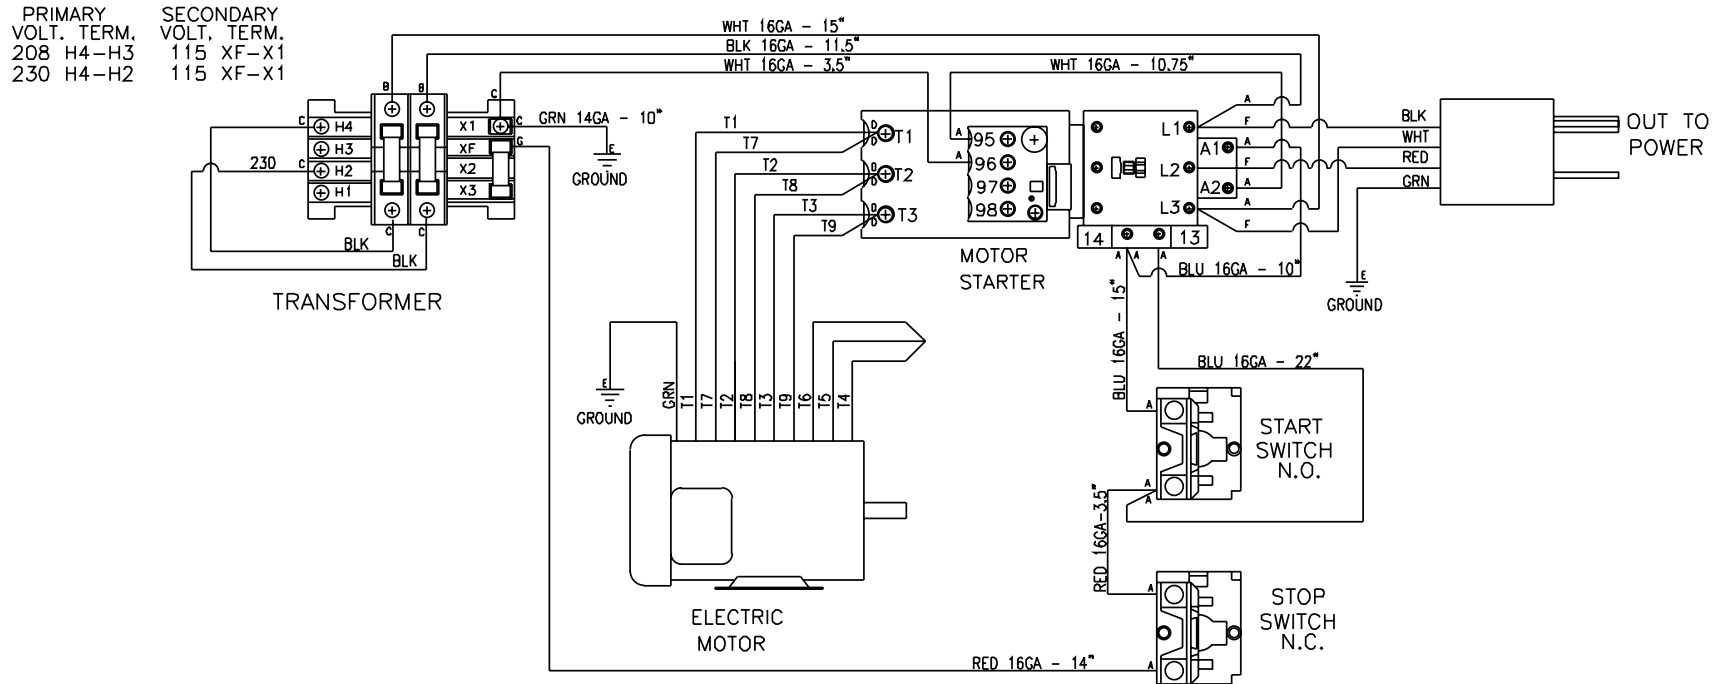 PRIMARY SECONDARY
VOLT. TERM. VOLT. TERM.
208 H4-H3 115 XF-X1
230 H4-H2 115 XF-X1
WHT 16GA - 15"
BLK 16GA - 11.5"
WHT 16GA - 3.5"
WHT 16GA - 10.75"
B B C
C H4 X1 C
H3 XF G
230 C H2 X2
H1 X3
C C
BLK
BLK
TRANSFORMER
GRN 14GA - 10"
E
GROUND
T1
T7
T2
T8
T3
T9
D
D T1
D
D T2
D
D T3
A 95
A 96
97
98
MOTOR
STARTER
L1 A
F
A1 A
L2 F
A2 A
L3 A
F
14 13
A A A
BLU 16GA - 10"
BLK
WHT
RED
GRN
OUT TO
POWER
E
GROUND
BLU 16GA - 15"
BLU 16GA - 22"
E
GROUND
GRN
T1
T7
T2
T8
T3
T9
T6
T5
T4
ELECTRIC
MOTOR
A
START
SWITCH
N.O.
A
A
RED 16GA-3.5"
A
STOP
SWITCH
N.C.
RED 16GA - 14"
A